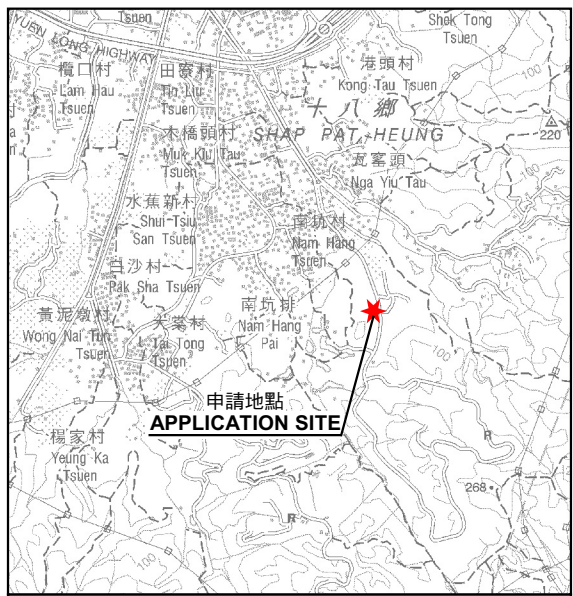 Tsuen
Shek Tong
Tsuen
YUEN LONG HIGHWAY
欖口村
Lam Hau
Tsuen
田寮村
Tin Liu
Tsuen
港頭村
Kong Tau Tsuen
100
十八鄉
SHAP PAT HEUNG
220
木橋頭村
Muk Kiu Tau
Tsuen
瓦窰頭
Nga Yiu Tau
水蕉新村
Shui Tsiu
San Tsuen
南坑村
Nam Hang
Tsuen
白沙村
Pak Sha Tsuen
黃泥墩村
Wong Nai Tun
Tsuen
大棠村
Tai Tong
Tsuen
南坑排
Nam Hang
Pai
100
申請地點
APPLICATION SITE
楊家村
Yeung Ka
Tsuen
R
268
R
100
100